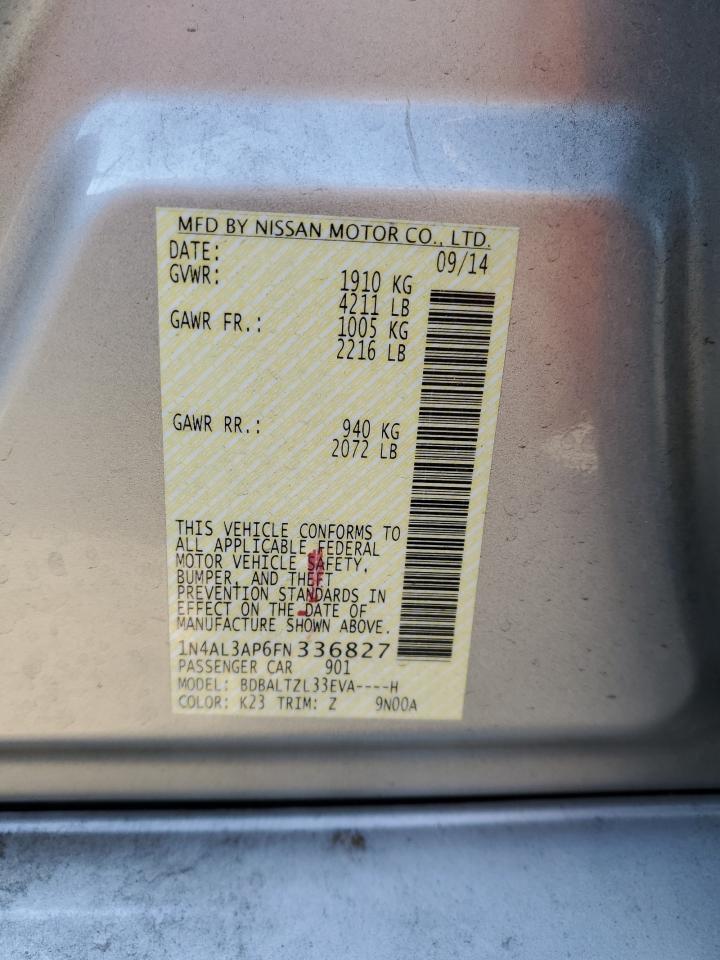 MFD BY NISSAN MOTOR CO., LTD.
DATE: 09/14
GVWR: 1910 KG
4211 LB
GAWR FR.: 1005 KG
2216 LB
GAWR RR.: 940 KG
2072 LB
THIS VEHICLE CONFORMS TO
ALL APPLICABLE FEDERAL
MOTOR VEHICLE SAFETY,
BUMPER, AND THEFT
PREVENTION STANDARDS IN
EFFECT ON THE DATE OF
MANUFACTURE SHOWN ABOVE.
1N4AL3AP6FN336827
PASSENGER CAR 901
MODEL: BDBALTZL33EVA----H
COLOR: K23 TRIM: Z 9N00A